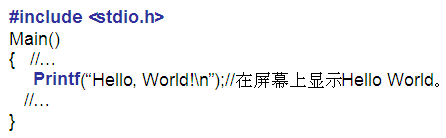 #include <stdio.h>
Main()
{   //…
Printf(“Hello, World!\n”);//在屏幕上显示Hello World。
//…
}